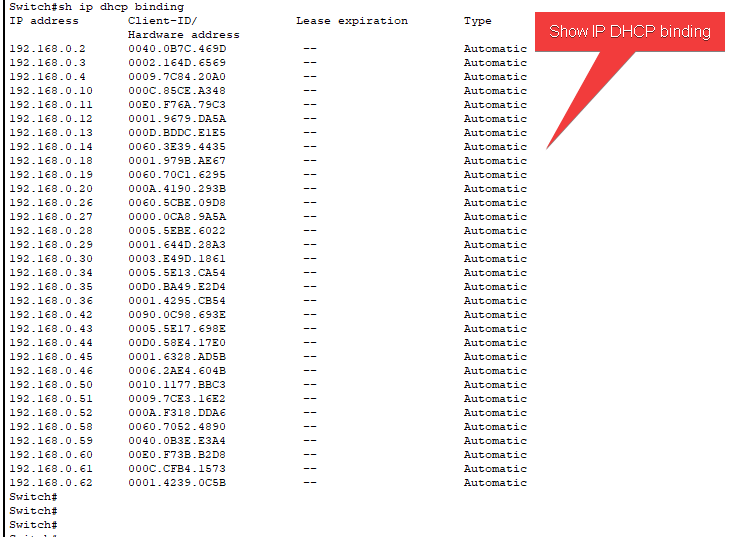 Switch#sh ip dhcp binding
IP address Client-ID/ Lease expiration Type
Hardware address
192.168.0.2 0040.0B7C.469D -- Automatic
192.168.0.3 0002.164D.6569 -- Automatic
192.168.0.4 0009.7C84.20A0 -- Automatic
192.168.0.10 000C.85CE.A348 -- Automatic
192.168.0.11 00E0.F76A.79C3 -- Automatic
192.168.0.12 0001.9679.DA5A -- Automatic
192.168.0.13 000D.BDDC.E1E5 -- Automatic
192.168.0.14 0060.3E39.4435 -- Automatic
192.168.0.18 0001.979B.AE67 -- Automatic
192.168.0.19 0060.70C1.6295 -- Automatic
192.168.0.20 000A.4190.293B -- Automatic
192.168.0.26 0060.5CBE.09D8 -- Automatic
192.168.0.27 0000.0CA8.9A5A -- Automatic
192.168.0.28 0005.5EBE.6022 -- Automatic
192.168.0.29 0001.644D.28A3 -- Automatic
192.168.0.30 0003.E49D.1861 -- Automatic
192.168.0.34 0005.5E13.CA54 -- Automatic
192.168.0.35 00D0.BA49.E2D4 -- Automatic
192.168.0.36 0001.4295.CB54 -- Automatic
192.168.0.42 0090.0C98.693E -- Automatic
192.168.0.43 0005.5E17.698E -- Automatic
192.168.0.44 00D0.58E4.17E0 -- Automatic
192.168.0.45 0001.6328.AD5B -- Automatic
192.168.0.46 0006.2AE4.604B -- Automatic
192.168.0.50 0010.1177.BBC3 -- Automatic
192.168.0.51 0009.7CE3.16E2 -- Automatic
192.168.0.52 000A.F318.DDA6 -- Automatic
192.168.0.58 0060.7052.4890 -- Automatic
192.168.0.59 0040.0B3E.E3A4 -- Automatic
192.168.0.60 00E0.F73B.B2D8 -- Automatic
192.168.0.61 000C.CFB4.1573 -- Automatic
192.168.0.62 0001.4239.0C5B -- Automatic
Switch#
Switch#
Switch#
Show IP DHCP binding